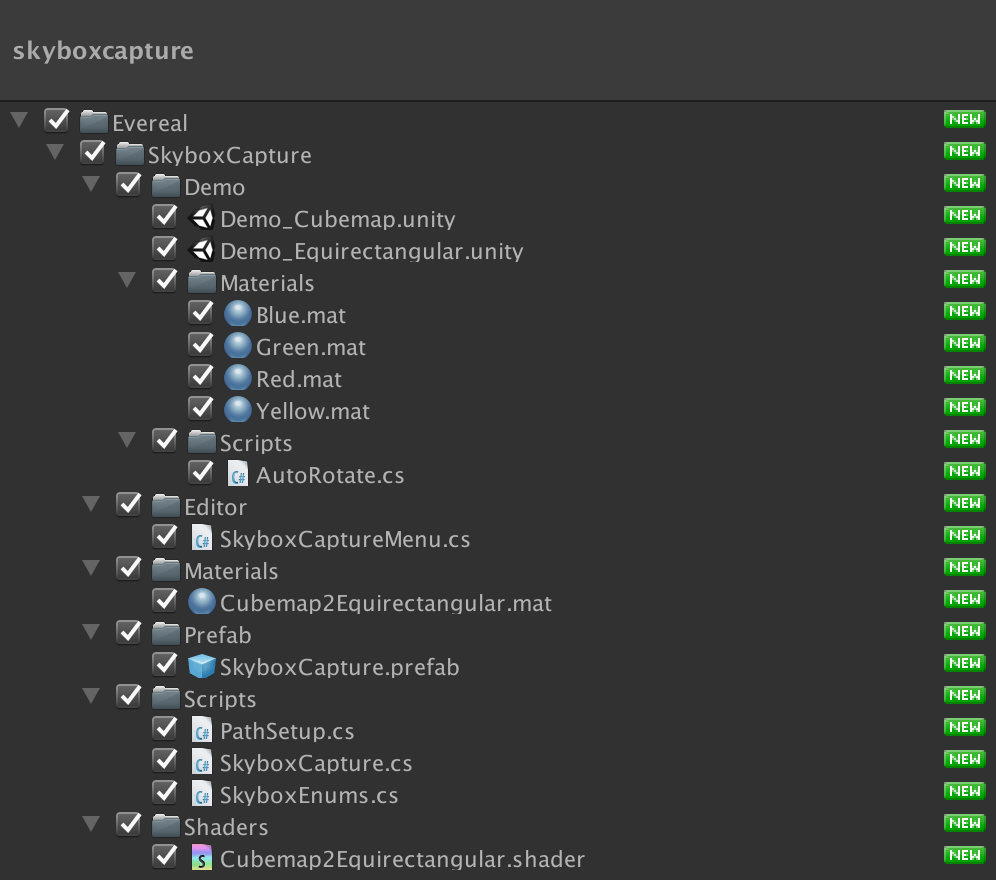 skyboxcapture
Evereal NEW
SkyboxCapture NEW
Demo NEW
Demo_Cubemap.unity NEW
Demo_Equirectangular.unity NEW
Materials NEW
Blue.mat NEW
Green.mat NEW
Red.mat NEW
Yellow.mat NEW
Scripts NEW
C# AutoRotate.cs NEW
Editor NEW
C# SkyboxCaptureMenu.cs NEW
Materials NEW
Cubemap2Equirectangular.mat NEW
Prefab NEW
SkyboxCapture.prefab NEW
Scripts NEW
C# PathSetup.cs NEW
C# SkyboxCapture.cs NEW
C# SkyboxEnums.cs NEW
Shaders NEW
S Cubemap2Equirectangular.shader NEW